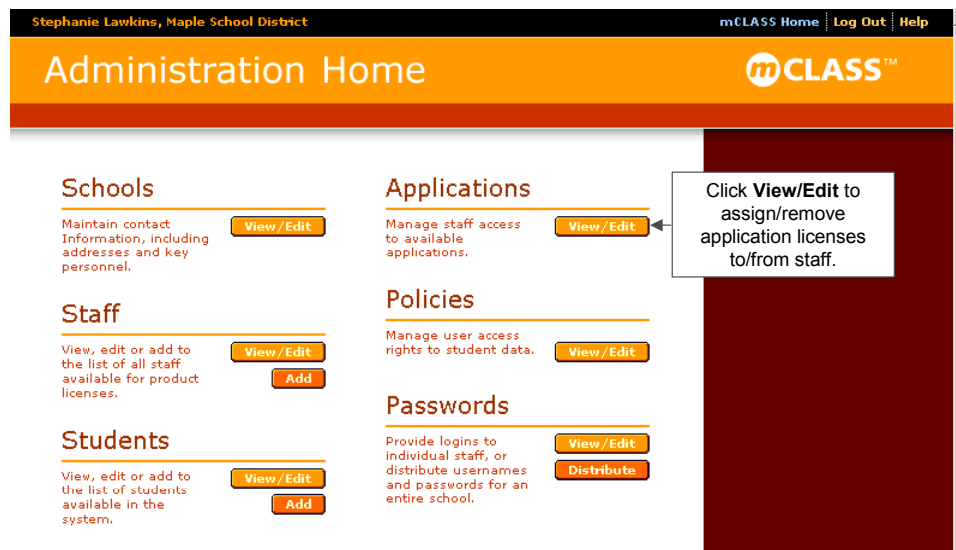 Stephanie Lawkins, Maple School District
mCLASS Home Log Out Help
Administration Home
mCLASS™
Schools
Maintain contact
Information, including
addresses and key
personnel.
View/Edit
Staff
View, edit or add to
the list of all staff
available for product
licenses.
View/Edit
Add
Students
View, edit or add to
the list of students
available in the
system.
View/Edit
Add
Applications
Manage staff access
to available
applications.
View/Edit
Click View/Edit to
assign/remove
application licenses
to/from staff.
Policies
Manage user access
rights to student data.
View/Edit
Passwords
Provide logins to
individual staff, or
distribute usernames
and passwords for an
entire school.
View/Edit
Distribute